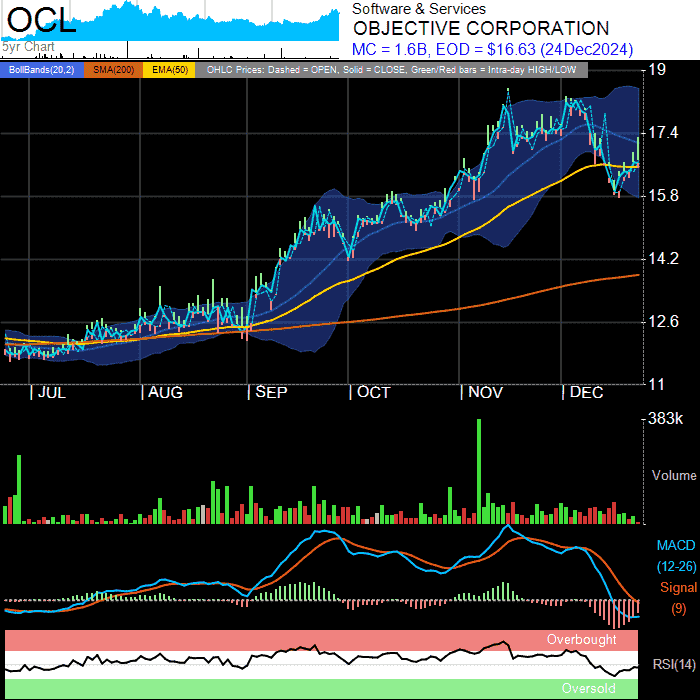 OCL
5yr Chart
Software & Services
OBJECTIVE CORPORATION
MC = 1.6B, EOD = $16.63 (24Dec2024)
BollBands(20,2) SMA(200) EMA(50) OHLC Prices: Dashed = OPEN, Solid = CLOSE, Green/Red bars = Intra-day HIGH/LOW
19
17.4
15.8
14.2
12.6
11
JUL AUG SEP OCT NOV DEC
383k
Volume
MACD
(12-26)
Signal
(9)
Overbought
RSI(14)
Oversold